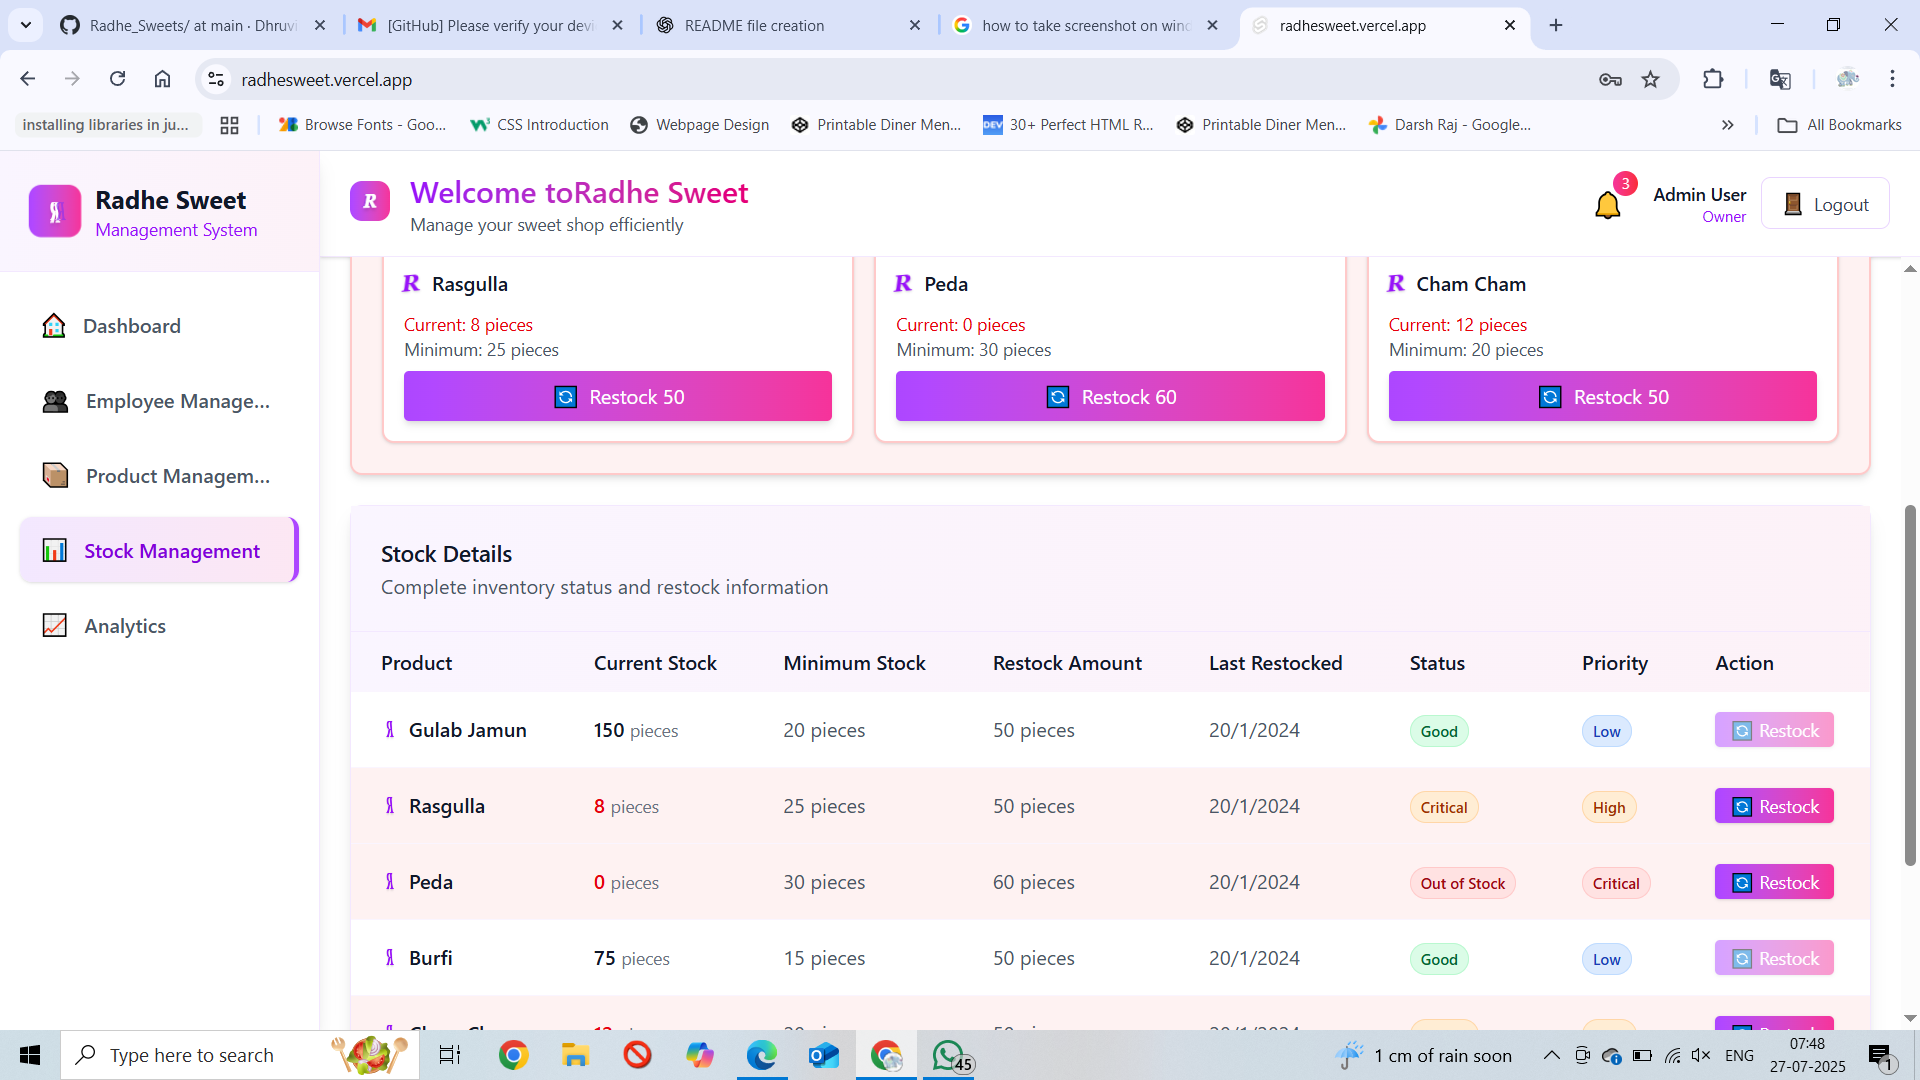 Radhe_Sweets/ at main · Dhruvi
[GitHub] Please verify your devi
README file creation
how to take screenshot on wind
radhesweet.vercel.app
radhesweet.vercel.app
installing libraries in ju...
Browse Fonts - Goo...
CSS Introduction
Webpage Design
Printable Diner Men...
DEV
30+ Perfect HTML R...
Printable Diner Men...
Darsh Raj - Google...
All Bookmarks
Radhe Sweet
Management System
R
Welcome toRadhe Sweet
Manage your sweet shop efficiently
3
Admin User
Owner
Logout
Dashboard
Employee Manage...
Product Managem...
Stock Management
Analytics
R Rasgulla
Current: 8 pieces
Minimum: 25 pieces
Restock 50
R Peda
Current: 0 pieces
Minimum: 30 pieces
Restock 60
R Cham Cham
Current: 12 pieces
Minimum: 20 pieces
Restock 50
Stock Details
Complete inventory status and restock information
Product Current Stock Minimum Stock Restock Amount Last Restocked Status Priority Action
Gulab Jamun 150 pieces 20 pieces 50 pieces 20/1/2024 Good Low Restock
Rasgulla 8 pieces 25 pieces 50 pieces 20/1/2024 Critical High Restock
Peda 0 pieces 30 pieces 60 pieces 20/1/2024 Out of Stock Critical Restock
Burfi 75 pieces 15 pieces 50 pieces 20/1/2024 Good Low Restock
Type here to search
45
1 cm of rain soon
ENG
07:48
27-07-2025
1